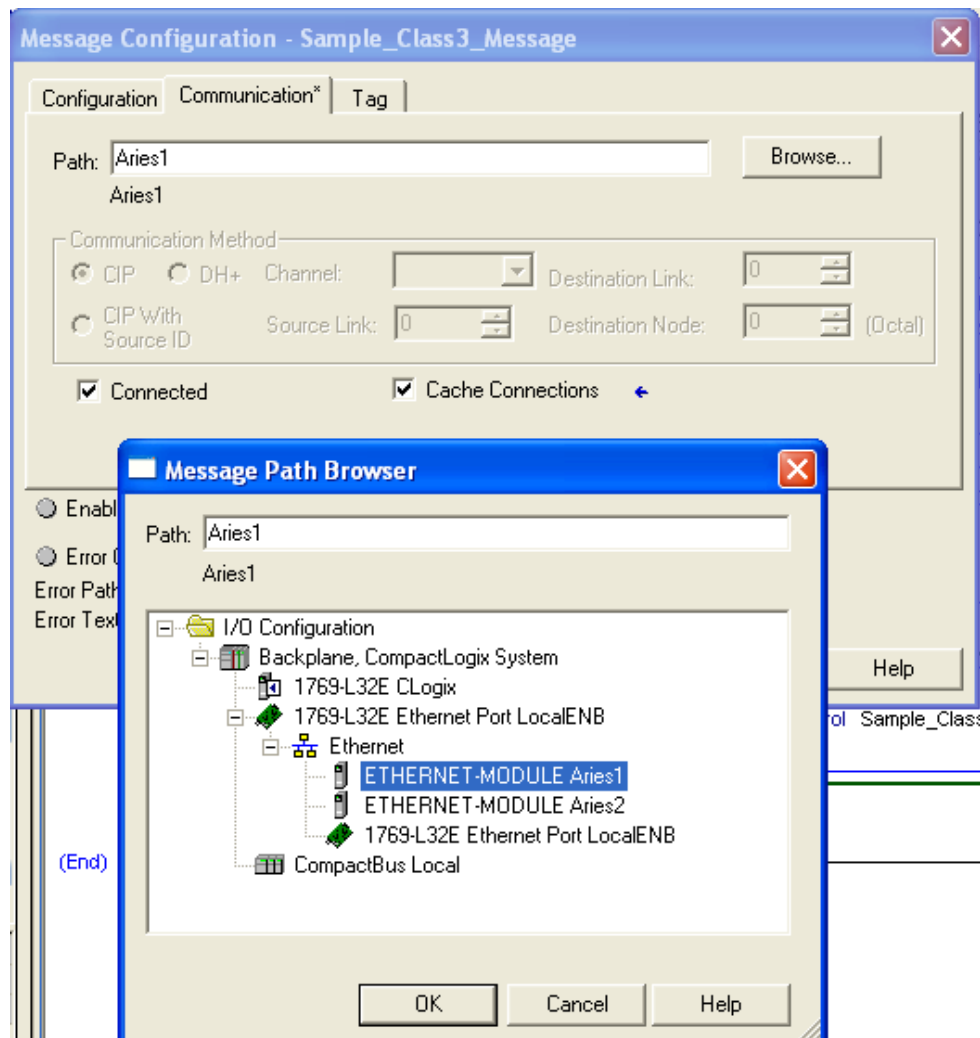 Message Configuration - Sample_Class3_Message
Configuration Communication* Tag
Path: Aries1 Browse...
Aries1
Communication Method
CIP DH+ Channel: Destination Link: 0
CIP With Source ID Source Link: 0 Destination Node: 0 (Octal)
Connected Cache Connections
Message Path Browser
Enabl
Path: Aries1
Error
Aries1
Error Path
Error Text
I/O Configuration
Backplane, CompactLogix System
1769-L32E CLogix
Help
1769-L32E Ethernet Port LocalENB
rol Sample_Class
Ethernet
ETHERNET-MODULE Aries1
ETHERNET-MODULE Aries2
1769-L32E Ethernet Port LocalENB
(End)
CompactBus Local
OK Cancel Help